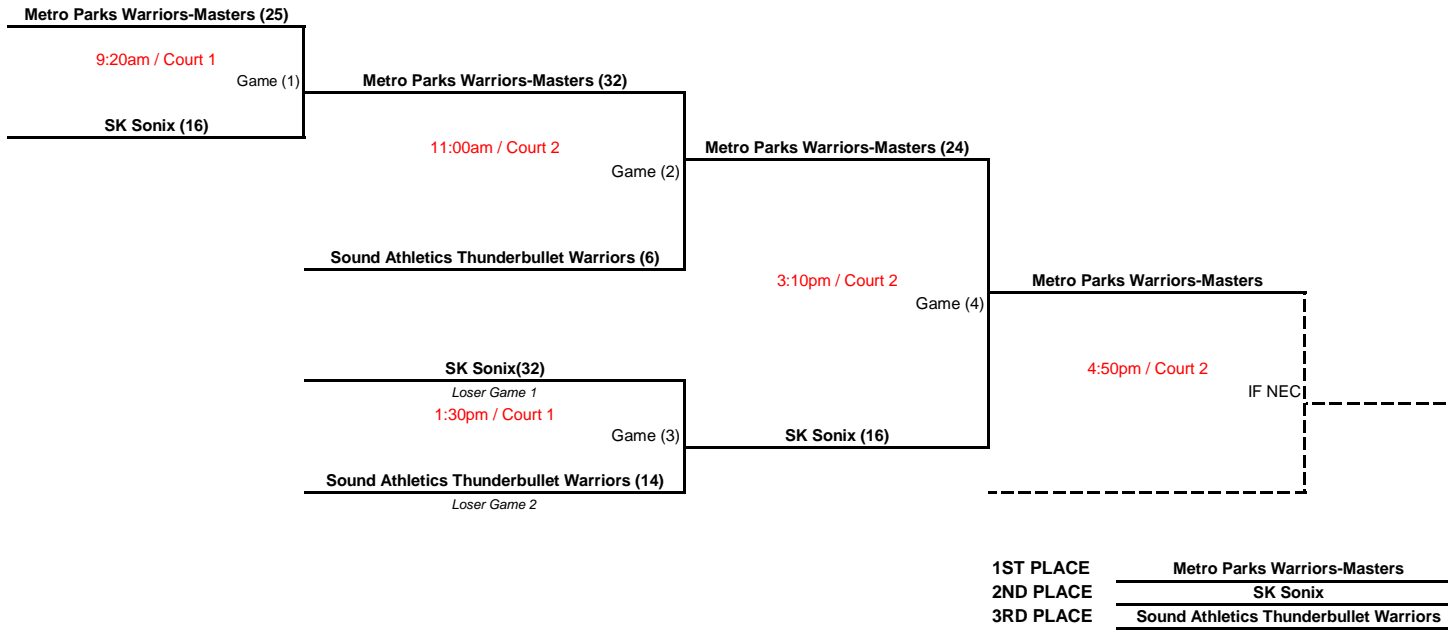 Metro Parks Warriors-Masters (25)
9:20am / Court 1
Game (1)
SK Sonix (16)
Metro Parks Warriors-Masters (32)
11:00am / Court 2
Game (2)
Sound Athletics Thunderbullet Warriors (6)
Metro Parks Warriors-Masters (24)
3:10pm / Court 2
Game (4)
SK Sonix(32)
Loser Game 1
1:30pm / Court 1
Game (3)
Sound Athletics Thunderbullet Warriors (14)
Loser Game 2
SK Sonix (16)
Metro Parks Warriors-Masters
4:50pm / Court 2
IF NEC
1ST PLACE Metro Parks Warriors-Masters
2ND PLACE SK Sonix
3RD PLACE Sound Athletics Thunderbullet Warriors